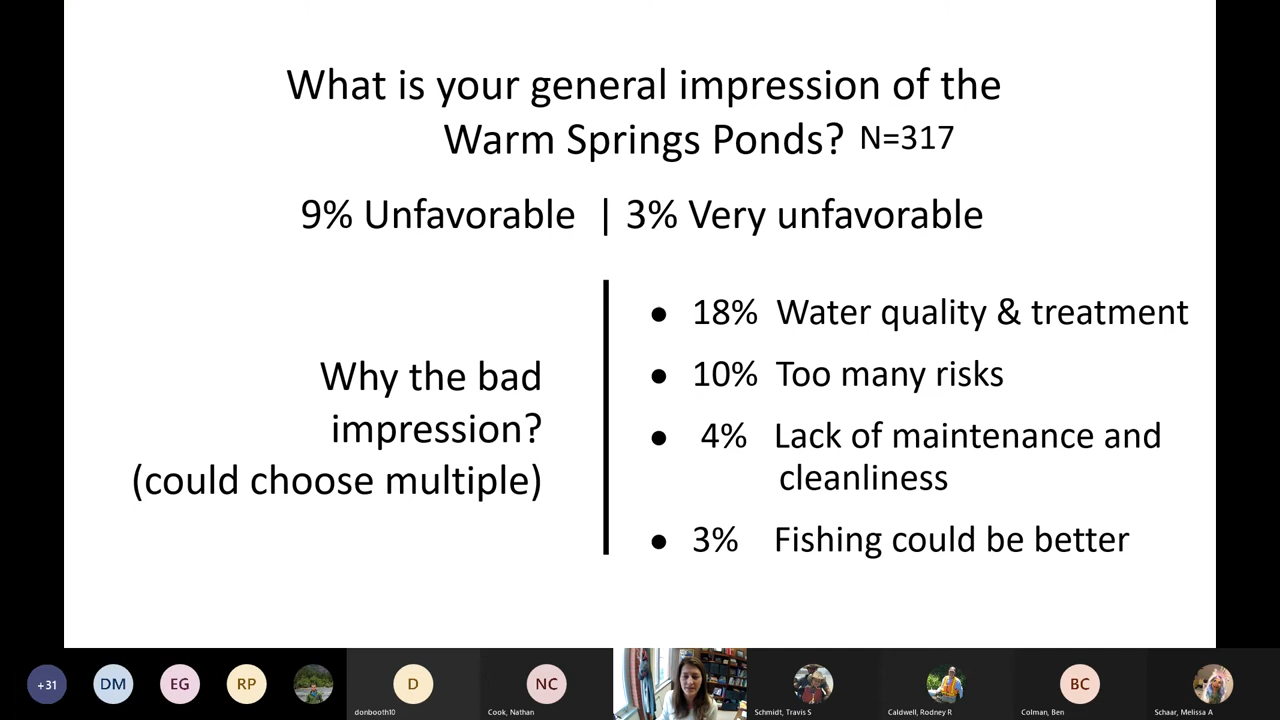 What is your general impression of the
Warm Springs Ponds? N=317
9% Unfavorable | 3% Very unfavorable
Why the bad
impression?
(could choose multiple)
• 18% Water quality & treatment
• 10% Too many risks
• 4% Lack of maintenance and
cleanliness
• 3% Fishing could be better
+31 DM EG RP D NC BC
donbooth10 Cook, Nathan Schmidt, Travis S Caldwell, Rodney R Colman, Ben Schaar, Melissa A